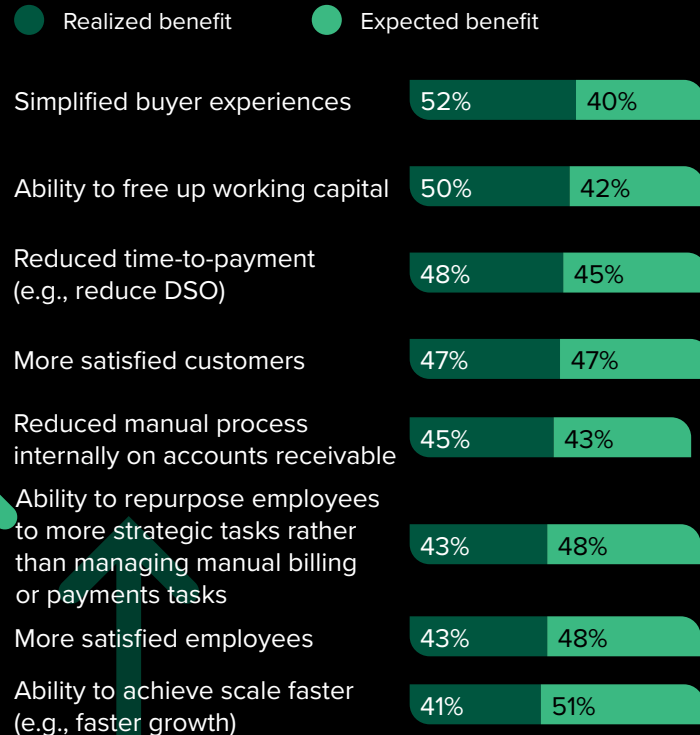 Realized benefit
Expected benefit
Simplified buyer experiences
52%
40%
Ability to free up working capital
50%
42%
Reduced time-to-payment
(e.g., reduce DSO)
48%
45%
More satisfied customers
47%
47%
Reduced manual process
internally on accounts receivable
45%
43%
Ability to repurpose employees
to more strategic tasks rather
than managing manual billing
or payments tasks
43%
48%
More satisfied employees
43%
48%
Ability to achieve scale faster
(e.g., faster growth)
41%
51%